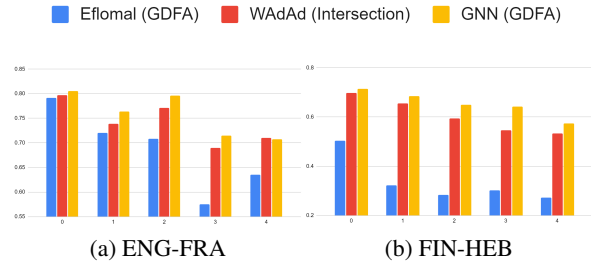 Eflomal (GDFA) WAdAd (Intersection) GNN (GDFA)
0.85
0.80
0.75
0.70
0.65
0.60
0.55
0 1 2 3 4
0.8
0.6
0.4
0.2
0 1 2 3 4
(a) ENG-FRA
(b) FIN-HEB